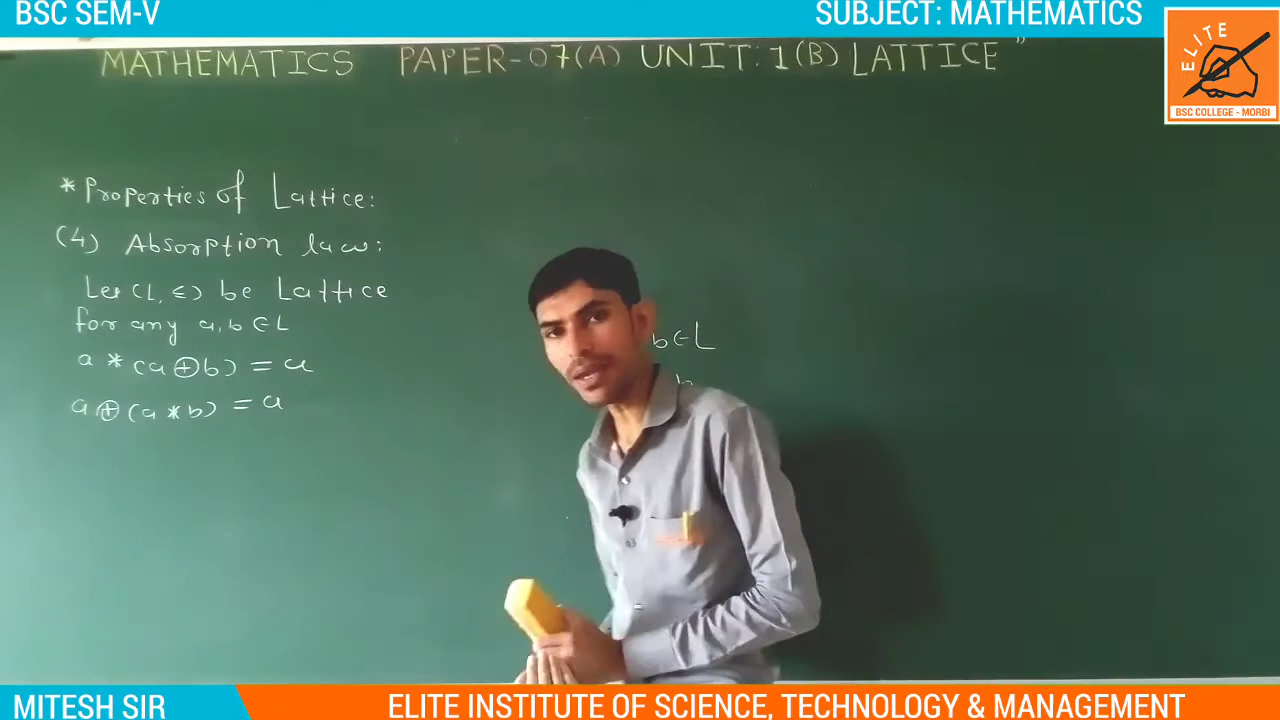 BSC SEM-V
SUBJECT: MATHEMATICS
ELITE
BSC COLLEGE - MORBI
MATHEMATICS PAPER-07(A) UNIT: 1(B) LATTICE "
* Properties of Lattice:
(4) Absorption law:
Let (L, ≤) be Lattice
for any a, b ∈ L
a * (a ⊕ b) = a
a ⊕ (a * b) = a
b ∈ L
b
MITESH SIR
ELITE INSTITUTE OF SCIENCE, TECHNOLOGY & MANAGEMENT